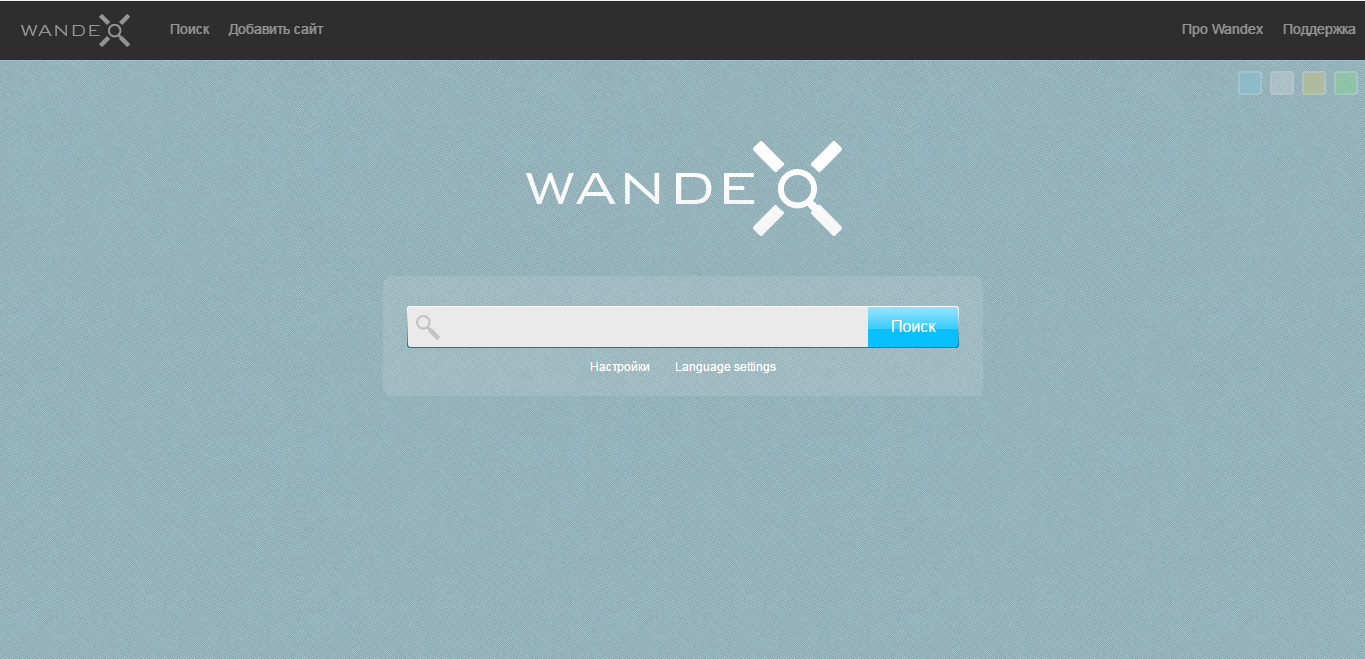 WANDEX Поиск Добавить сайт Про Wandex Поддержка
WANDEX
Поиск
Настройки Language settings